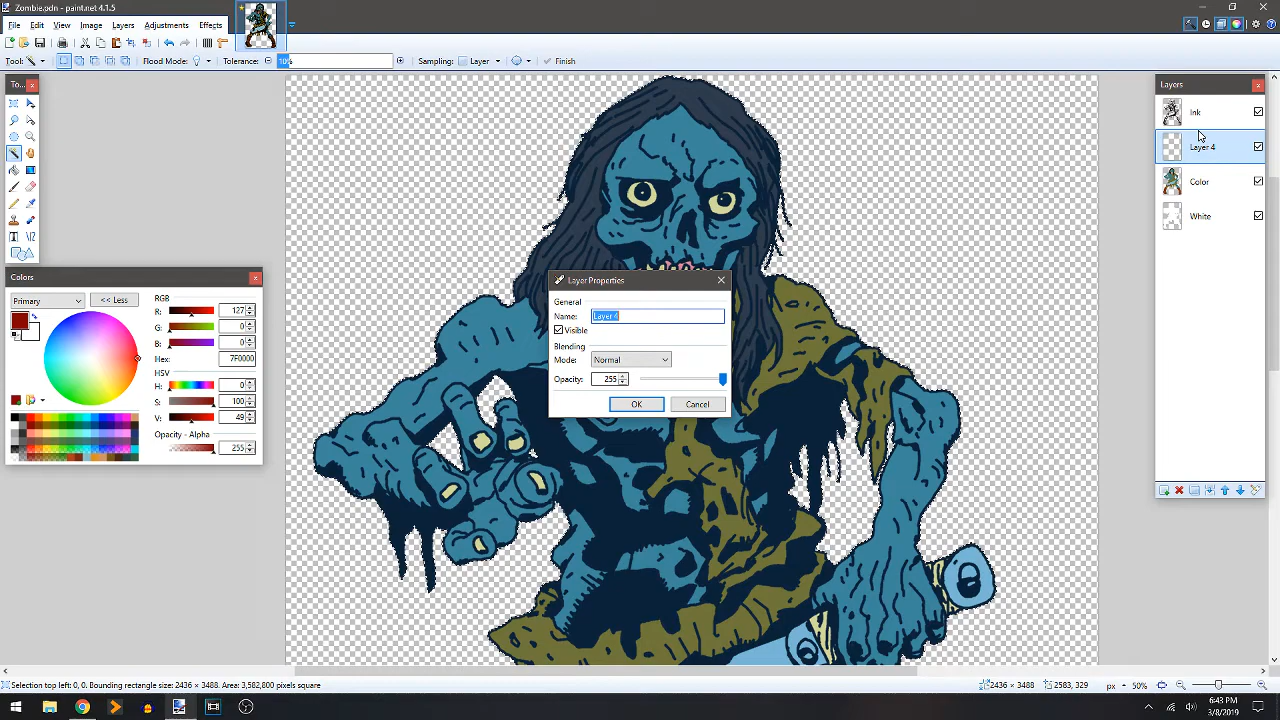 Zombie.pdn - paint.net 4.1.5
File Edit View Image Layers Adjustments Effects
Tool: Flood Mode: Tolerance: 10% Sampling: Layer Finish
To...
Layers
Ink
Layer 4
Color
White
Colors
Primary << Less
RGB
R: 127
G: 0
B: 0
Hex: 7F0000
HSV
H: 0
S: 100
V: 49
Opacity - Alpha
255
Layer Properties
General
Name: Layer 4
Visible
Blending
Mode: Normal
Opacity: 255
OK Cancel
Selection top left: 0, 0. Bounding rectangle size: 2436 × 3488. Area: 3,582,800 pixels square
2436 × 3488 2583, 329 px 50%
6:43 PM
3/8/2019